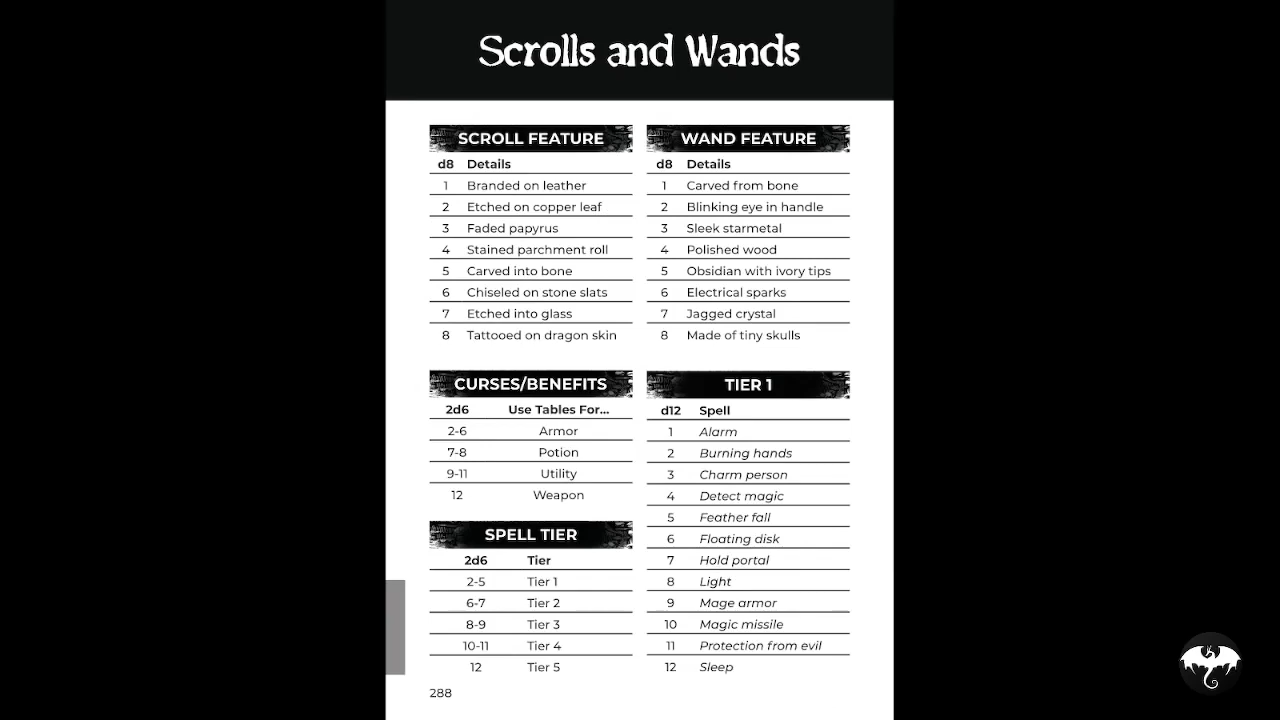 Scrolls and Wands
SCROLL FEATURE
d8 Details
1 Branded on leather
2 Etched on copper leaf
3 Faded papyrus
4 Stained parchment roll
5 Carved into bone
6 Chiseled on stone slats
7 Etched into glass
8 Tattooed on dragon skin
WAND FEATURE
d8 Details
1 Carved from bone
2 Blinking eye in handle
3 Sleek starmetal
4 Polished wood
5 Obsidian with ivory tips
6 Electrical sparks
7 Jagged crystal
8 Made of tiny skulls
CURSES/BENEFITS
2d6 Use Tables For...
2-6 Armor
7-8 Potion
9-11 Utility
12 Weapon
SPELL TIER
2d6 Tier
2-5 Tier 1
6-7 Tier 2
8-9 Tier 3
10-11 Tier 4
12 Tier 5
TIER 1
d12 Spell
1 Alarm
2 Burning hands
3 Charm person
4 Detect magic
5 Feather fall
6 Floating disk
7 Hold portal
8 Light
9 Mage armor
10 Magic missile
11 Protection from evil
12 Sleep
288